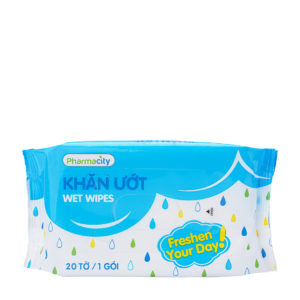 Pharmacity
KHĂN ƯỚT
WET WIPES
Freshen
Your Day!
20 TỜ / 1 GÓI